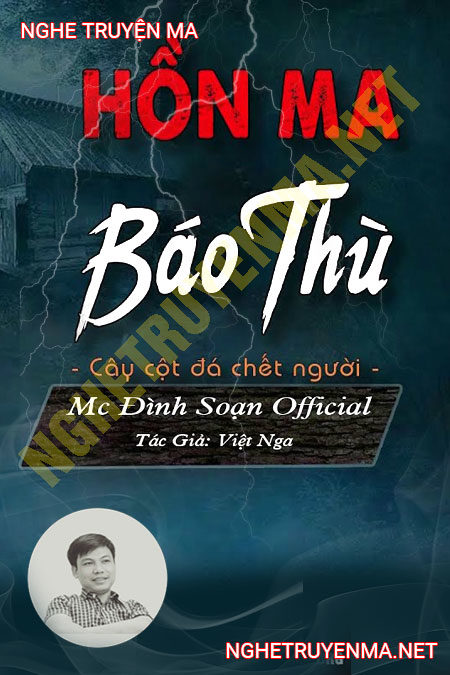 NGHE TRUYỆN MA
HỒN MA
Báo Thù
- Cây cột đá chết người -
Mc Đình Soạn Official
Tác Giả: Việt Nga
NGHETRUYENMA.NET
NGHETRUYENMA.NET